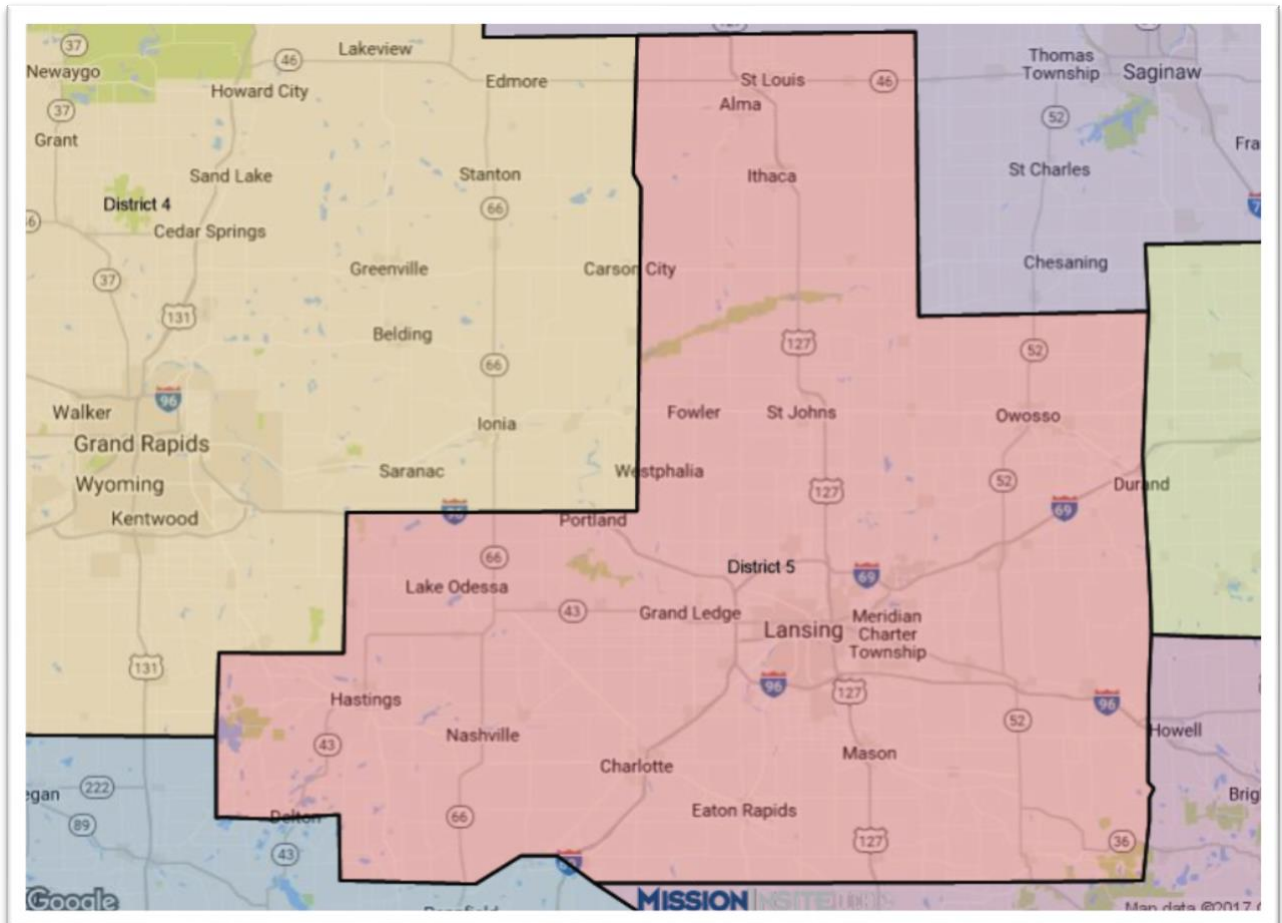 37
127
Newaygo
46
Lakeview
Howard City
Edmore
37
Grant
St Louis
46
Alma
Thomas
Township
Saginaw
52
Sand Lake
Stanton
Ithaca
St Charles
District 4
66
Cedar Springs
37
Greenville
Carson City
Chesaning
131
Belding
127
52
66
96
Walker
Grand Rapids
Fowler
St Johns
Owosso
Ionia
Wyoming
Saranac
Westphalia
127
52
Durand
Kentwood
Portland
69
66
District 5
69
Lake Odessa
43
Grand Ledge
Lansing
Meridian
Charter
Township
131
96
127
96
Hastings
52
Howell
43
Nashville
Charlotte
Mason
222
89
66
Eaton Rapids
Delton
43
127
36
Google
MISSION INSITE
Map data ©2017